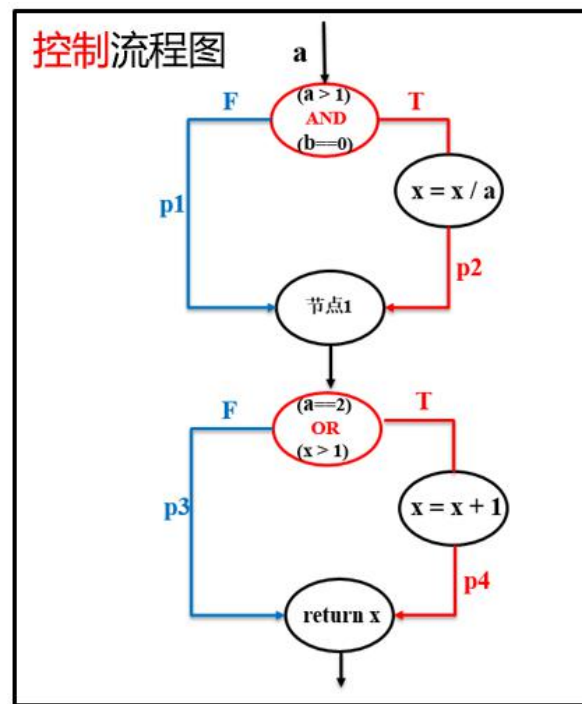 控制流程图
a
F
(a > 1)
AND
(b==0)
T
x = x / a
p1
p2
节点1
F
(a==2)
OR
(x > 1)
T
x = x + 1
p3
p4
return x